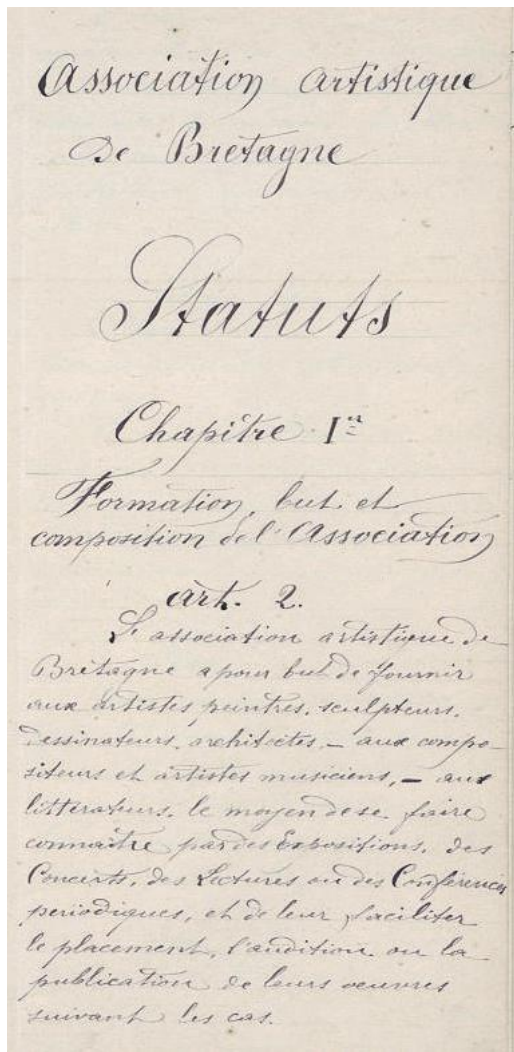 Association Artistique
de Bretagne
Statuts
Chapitre Ier
Formation, but et
composition de l'Association
art. 2.
L'association artistique de
Bretagne a pour but de fournir
aux artistes peintres, sculpteurs,
dessinateurs, architectes, – aux compo-
siteurs et artistes musiciens, – aux
littérateurs, le moyen de se faire
connaître par des Expositions, des
Concerts, des Lectures ou des Conférences
périodiques, et de leur faciliter
le placement, l'audition ou la
publication de leurs oeuvres
suivant les cas.